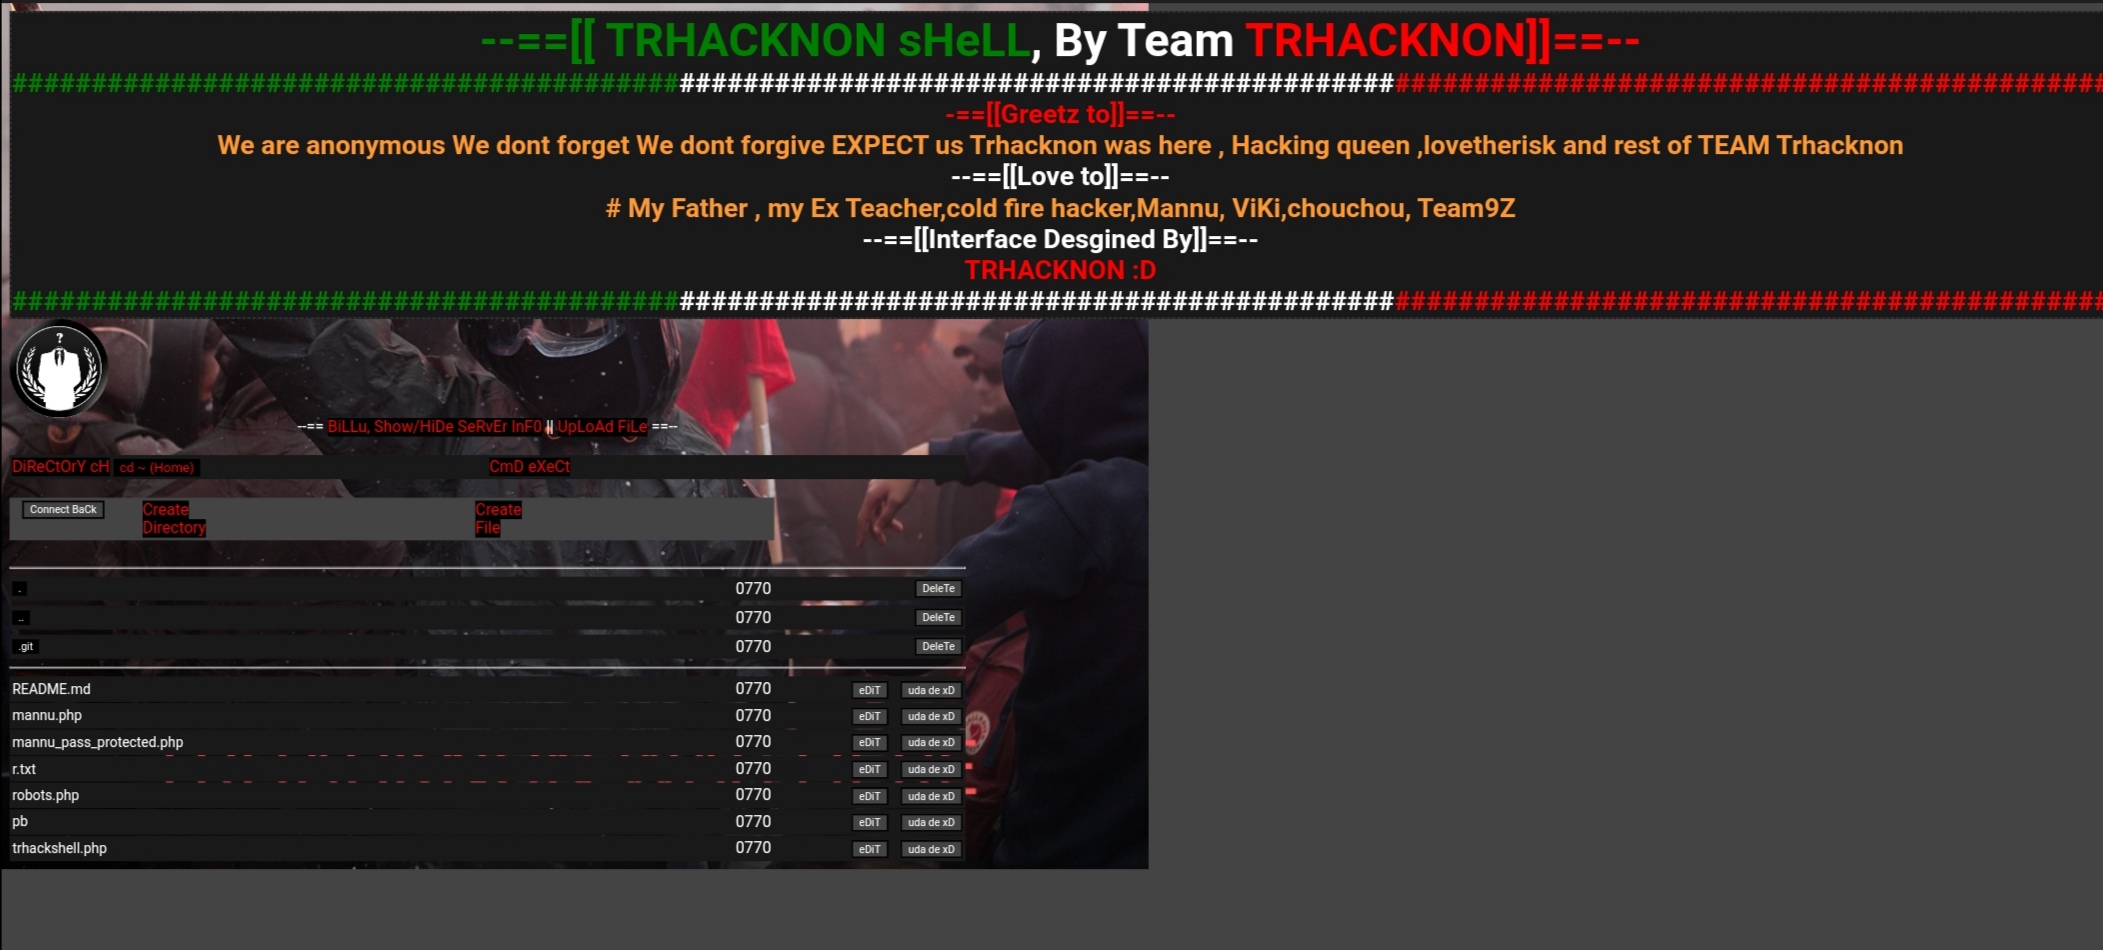 --==[[ TRHACKNON sHeLL, By Team TRHACKNON]]==--
##########################################################################################################################################
-==[[Greetz to]]==--
We are anonymous We dont forget We dont forgive EXPECT us Trhacknon was here , Hacking queen ,lovetherisk and rest of TEAM Trhacknon
--==[[Love to]]==--
# My Father , my Ex Teacher,cold fire hacker,Mannu, ViKi,chouchou, Team9Z
--==[[Interface Desgined By]]==--
TRHACKNON :D
##########################################################################################################################################
?
--== BiLLu, Show/HiDe SeRvEr InF0 || UpLoAd FiLe ==--
DiReCtOrY cH cd ~ (Home) CmD eXeCt
Connect BaCk Create Directory Create File
. 0770 DeleTe
.. 0770 DeleTe
.git 0770 DeleTe
README.md 0770 eDiT uda de xD
mannu.php 0770 eDiT uda de xD
mannu_pass_protected.php 0770 eDiT uda de xD
r.txt 0770 eDiT uda de xD
robots.php 0770 eDiT uda de xD
pb 0770 eDiT uda de xD
trhackshell.php 0770 eDiT uda de xD